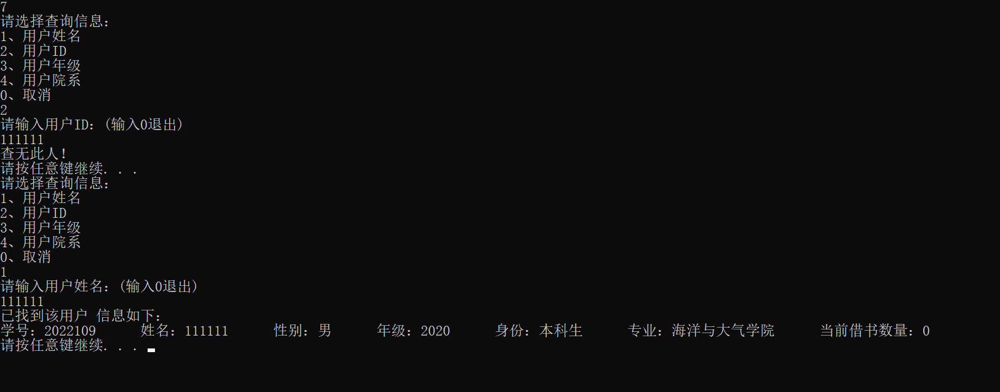 7
请选择查询信息：
1、用户姓名
2、用户ID
3、用户年级
4、用户院系
0、取消
2
请输入用户ID：(输入0退出)
111111
查无此人！
请按任意键继续. . .
请选择查询信息：
1、用户姓名
2、用户ID
3、用户年级
4、用户院系
0、取消
1
请输入用户姓名：(输入0退出)
111111
已找到该用户 信息如下：
学号：2022109 姓名：111111 性别：男 年级：2020 身份：本科生 专业：海洋与大气学院 当前借书数量：0
请按任意键继续. . .